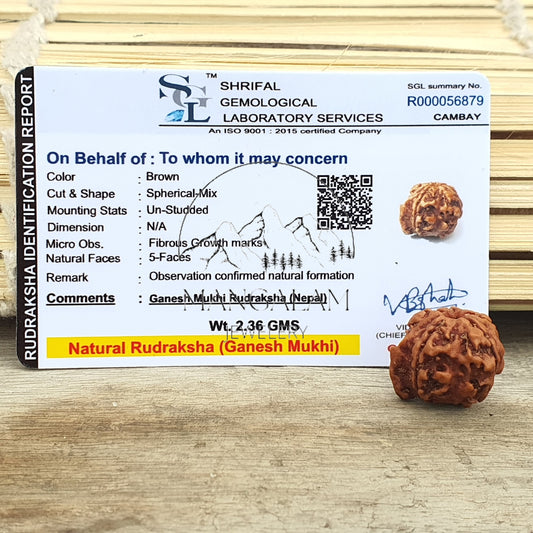 RUDRAKSHA IDENTIFICATION REPORT
SGL ™
SHRIFAL
GEMOLOGICAL
LABORATORY SERVICES
An ISO 9001 : 2015 certified Company
SGL summary No.
R000056879
CAMBAY
On Behalf of : To whom it may concern
Color : Brown
Cut & Shape : Spherical-Mix
Mounting Stats : Un-Studded
Dimension : N/A
Micro Obs. : Fibrous Growth marks
Natural Faces : 5-Faces
Remark : Observation confirmed natural formation
Comments : Ganesh Mukhi Rudraksha (Nepal)
MANGALAM
JEWELLERY
Wt. 2.36 GMS
Natural Rudraksha (Ganesh Mukhi)
(CHIEF